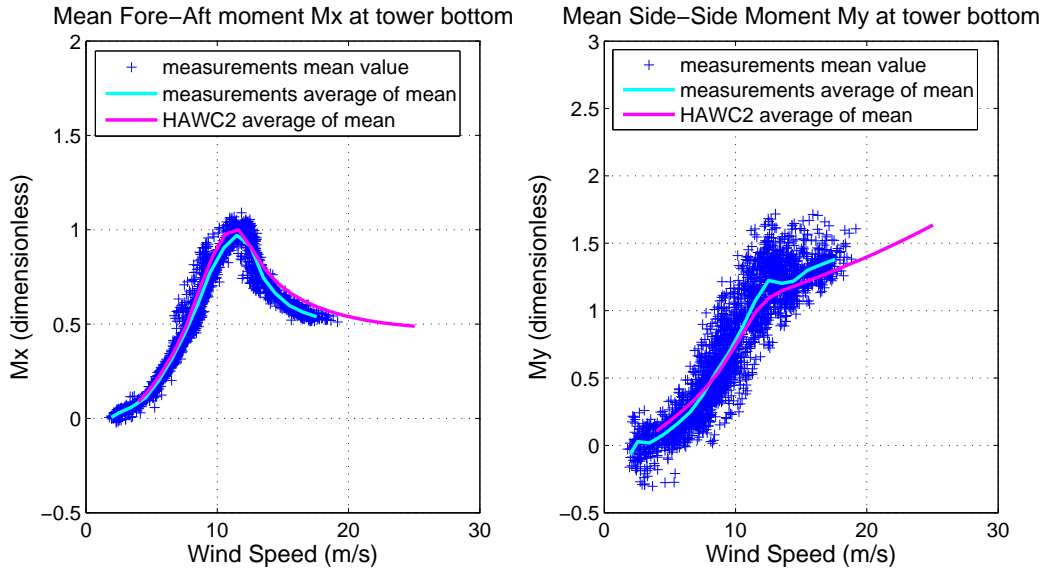 Mean Fore−Aft moment Mx at tower bottom
2
1.5
1
0.5
0
−0.5
0
10
20
30
Mx (dimensionless)
Wind Speed (m/s)
measurements mean value
measurements average of mean
HAWC2 average of mean
Mean Side−Side Moment My at tower bottom
3
2.5
2
1.5
1
0.5
0
−0.5
0
10
20
30
My (dimensionless)
Wind Speed (m/s)
measurements mean value
measurements average of mean
HAWC2 average of mean